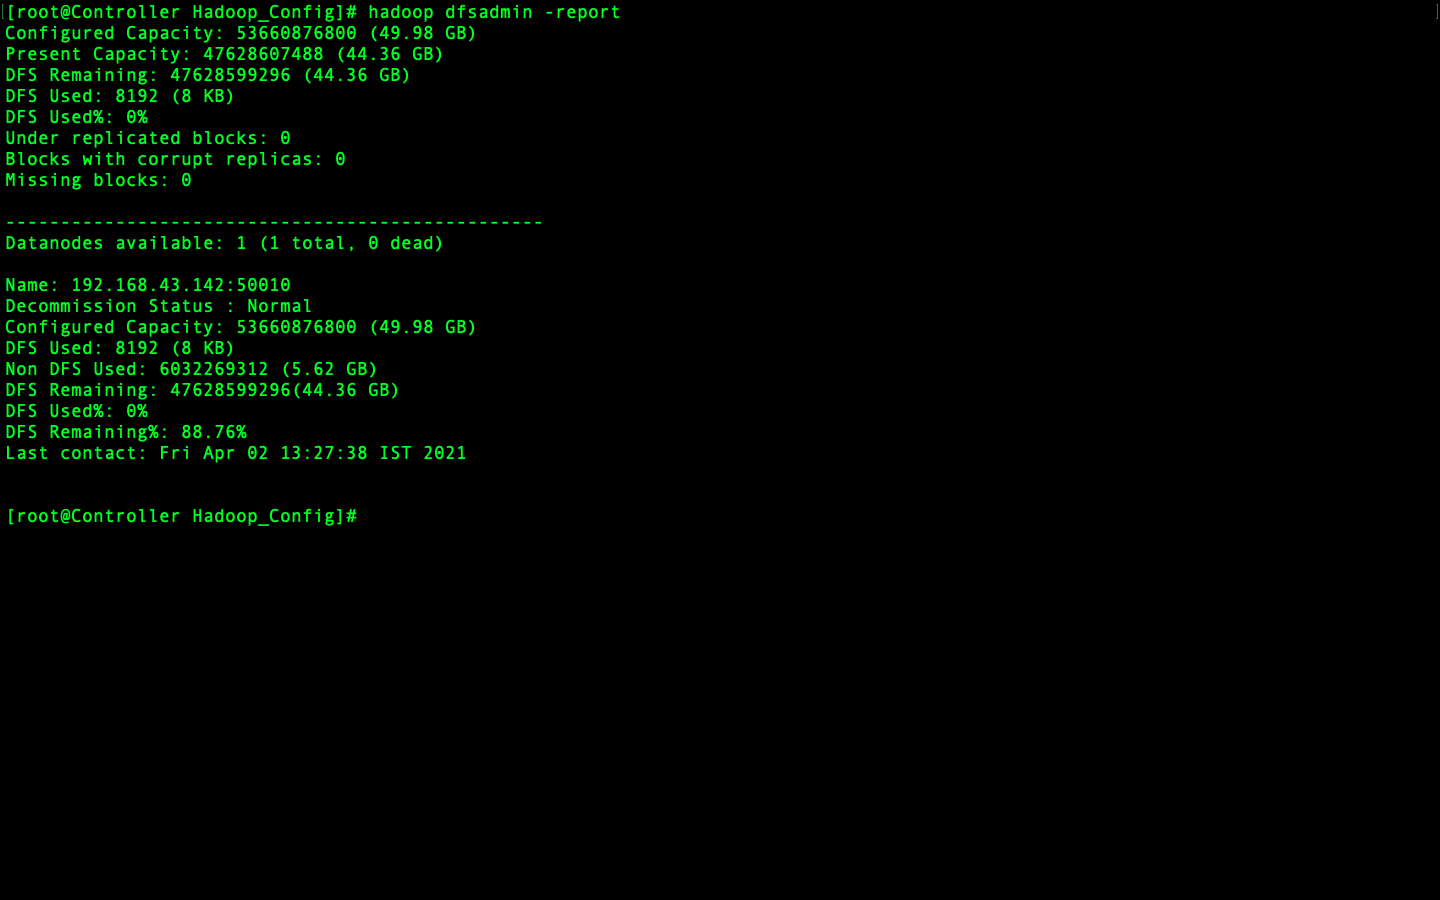 [root@Controller Hadoop_Config]# hadoop dfsadmin -report
Configured Capacity: 53660876800 (49.98 GB)
Present Capacity: 47628607488 (44.36 GB)
DFS Remaining: 47628599296 (44.36 GB)
DFS Used: 8192 (8 KB)
DFS Used%: 0%
Under replicated blocks: 0
Blocks with corrupt replicas: 0
Missing blocks: 0

-------------------------------------------------
Datanodes available: 1 (1 total, 0 dead)

Name: 192.168.43.142:50010
Decommission Status : Normal
Configured Capacity: 53660876800 (49.98 GB)
DFS Used: 8192 (8 KB)
Non DFS Used: 6032269312 (5.62 GB)
DFS Remaining: 47628599296(44.36 GB)
DFS Used%: 0%
DFS Remaining%: 88.76%
Last contact: Fri Apr 02 13:27:38 IST 2021

[root@Controller Hadoop_Config]#